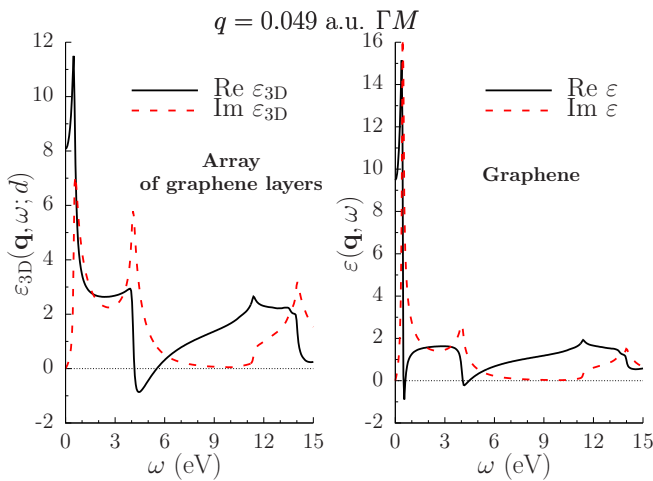 q = 0.049 a.u. ΓM
12
10
8
6
4
2
0
-2
0 3 6 9 12 15
ε3D(q, ω; d)
ω (eV)
Re ε3D
Im ε3D
Array
of graphene layers
16
14
12
10
8
6
4
2
0
-2
0 3 6 9 12 15
ε(q, ω)
ω (eV)
Re ε
Im ε
Graphene